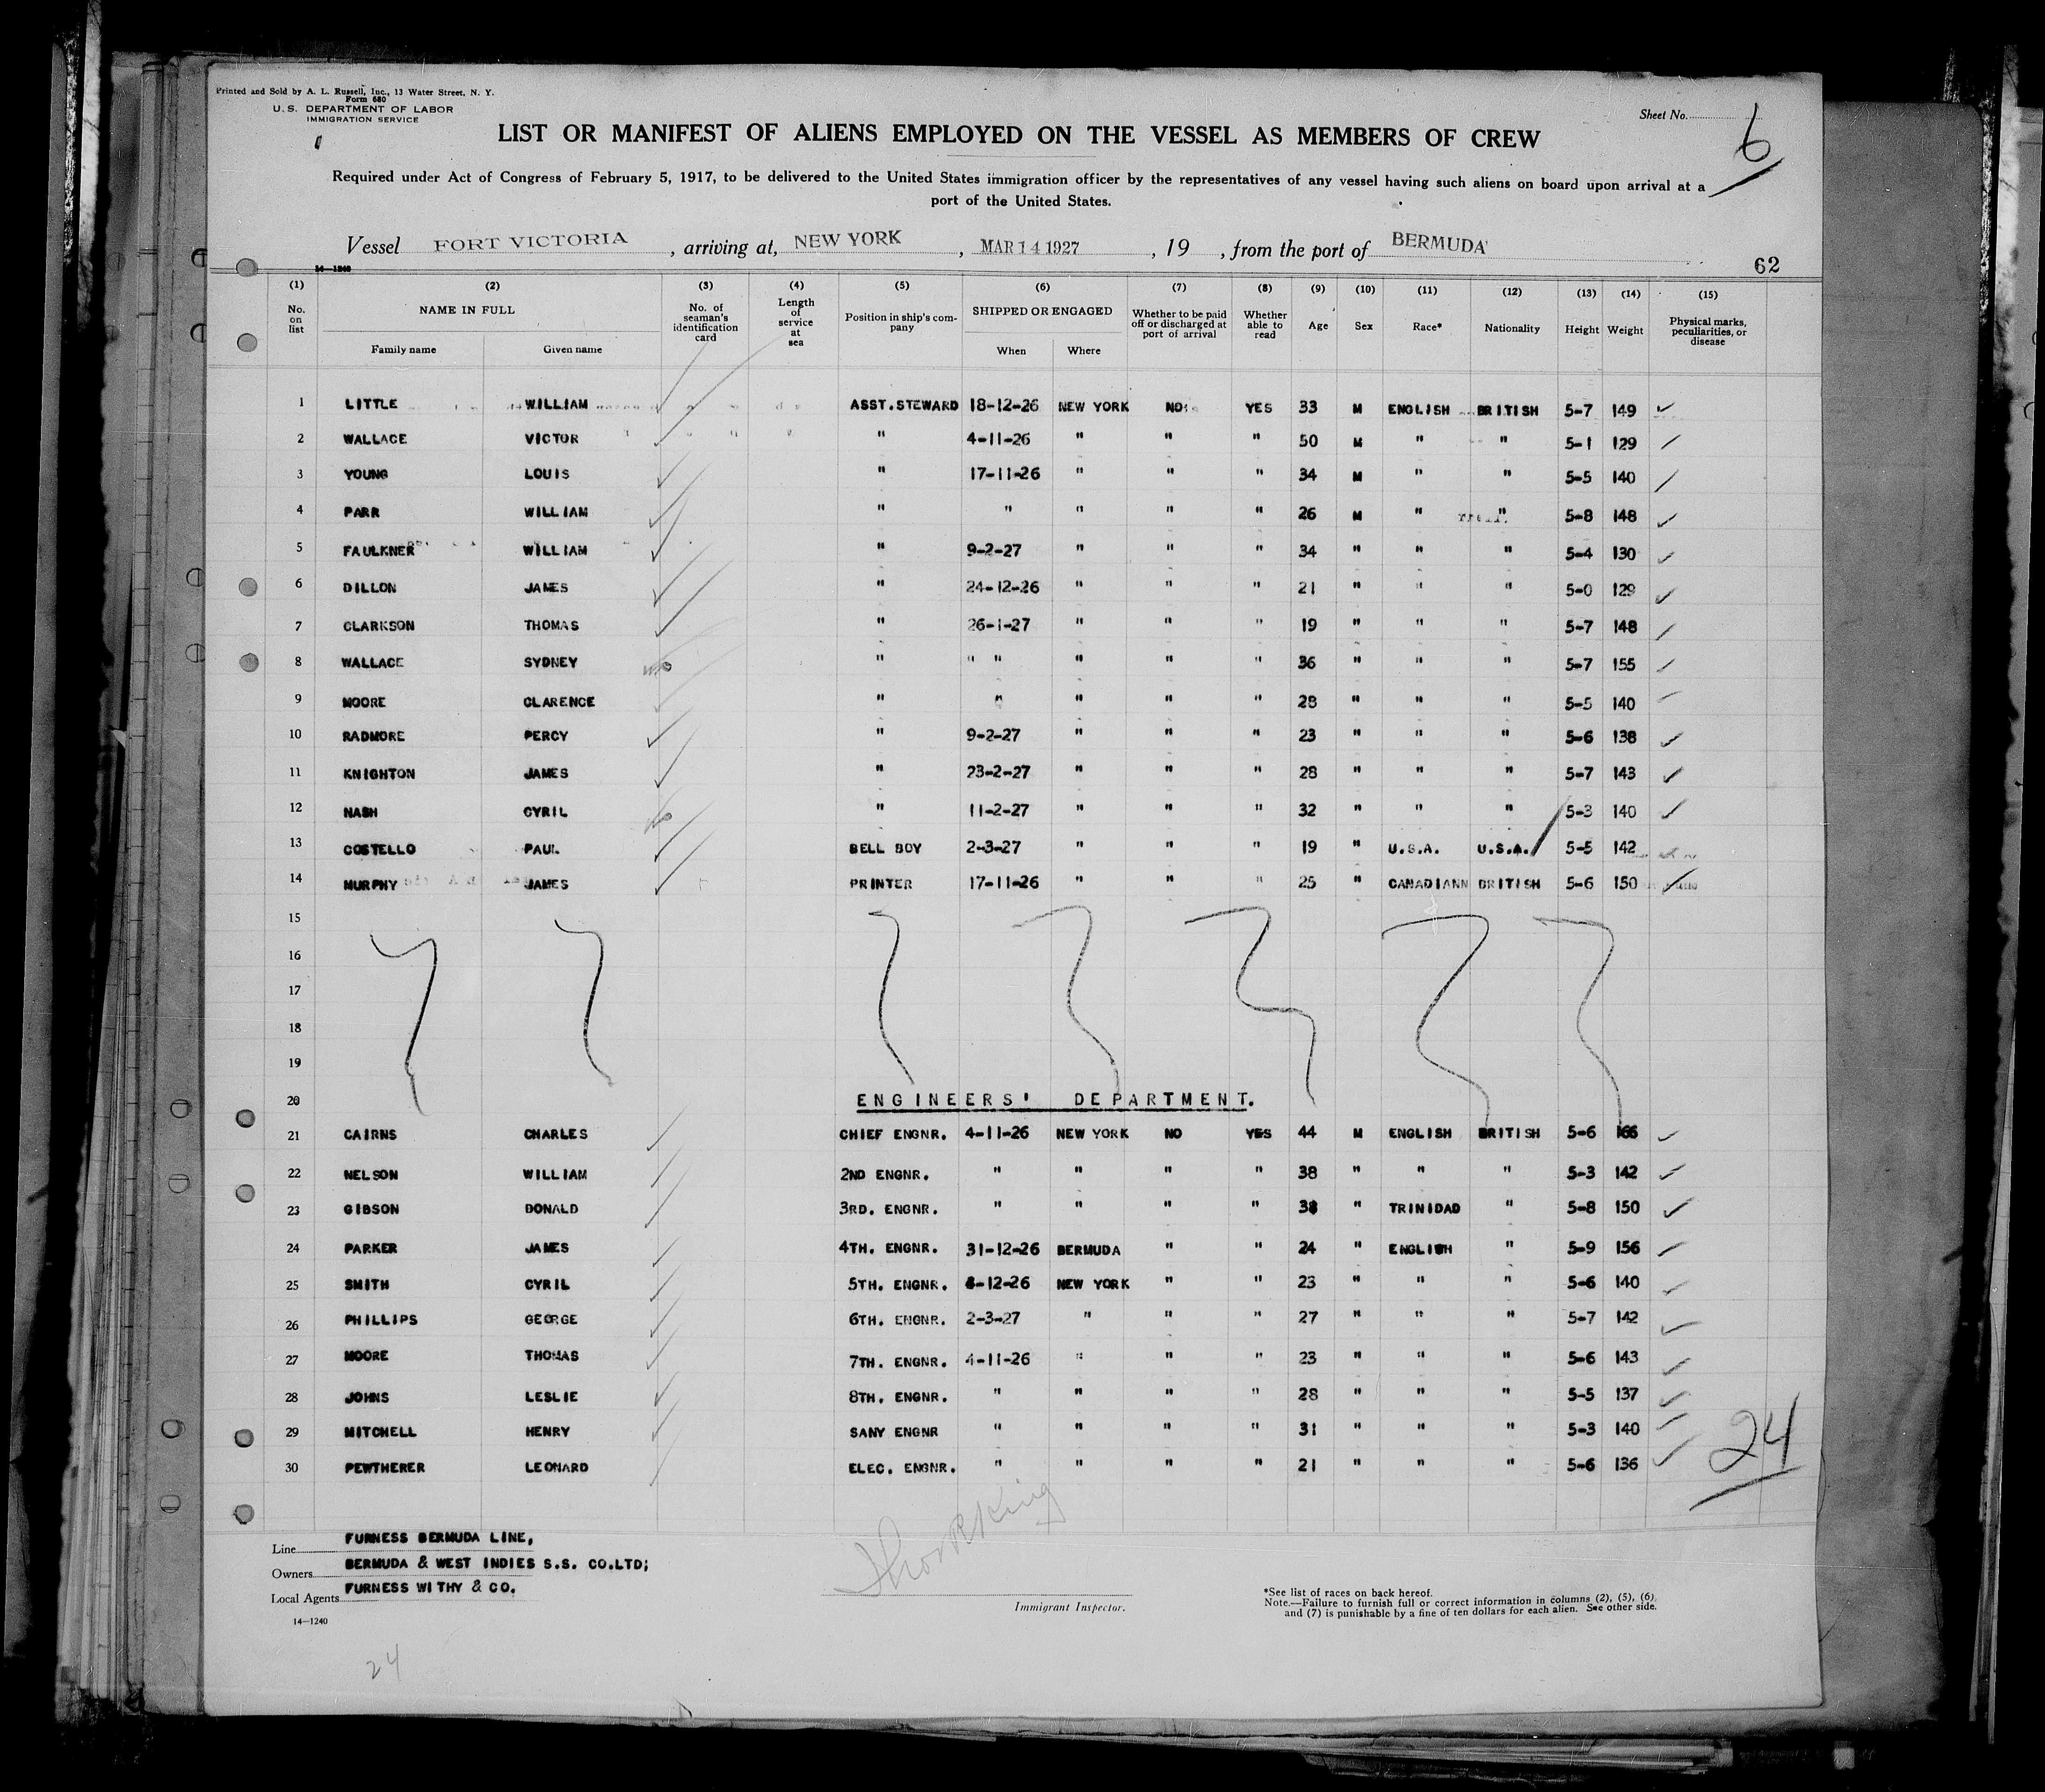 Printed and Sold by A. L. Russell, Inc., 13 Water Street, N. Y.
Form 680
U. S. DEPARTMENT OF LABOR
IMMIGRATION SERVICE
Sheet No. 6
LIST OR MANIFEST OF ALIENS EMPLOYED ON THE VESSEL AS MEMBERS OF CREW
Required under Act of Congress of February 5, 1917, to be delivered to the United States immigration officer by the representatives of any vessel having such aliens on board upon arrival at a
port of the United States.
Vessel FORT VICTORIA, arriving at, NEW YORK, MAR 14 1927, 19 , from the port of BERMUDA
14—1240
62
(1) (2) (3) (4) (5) (6) (7) (8) (9) (10) (11) (12) (13) (14) (15)
No. on list NAME IN FULL Family name Given name No. of seaman's identification card Length of service at sea Position in ship's company SHIPPED OR ENGAGED When Where Whether to be paid off or discharged at port of arrival Whether able to read Age Sex Race* Nationality Height Weight Physical marks, peculiarities, or disease
1 LITTLE WILLIAM ASST.STEWARD 18-12-26 NEW YORK NO YES 33 M ENGLISH BRITISH 5-7 149
2 WALLACE VICTOR " 4-11-26 " " " 50 M " " 5-1 129
3 YOUNG LOUIS " 17-11-26 " " " 34 M " " 5-5 140
4 PARR WILLIAM " " " " " 26 M " " 5-8 148
5 FAULKNER WILLIAM " 9-2-27 " " " 34 " " " 5-4 130
6 DILLON JAMES " 24-12-26 " " " 21 " " " 5-0 129
7 CLARKSON THOMAS " 26-1-27 " " " 19 " " " 5-7 148
8 WALLACE SYDNEY " " " " " " 36 " " " 5-7 155
9 MOORE CLARENCE " " " " " 28 " " " 5-5 140
10 RADMORE PERCY " 9-2-27 " " " 23 " " " 5-6 138
11 KNIGHTON JAMES " 23-2-27 " " " 28 " " " 5-7 143
12 NASH CYRIL " 11-2-27 " " " 32 " " " 5-3 140
13 COSTELLO PAUL BELL BOY 2-3-27 " " " 19 " U.S.A. U.S.A. 5-5 142
14 MURPHY JAMES PRINTER 17-11-26 " " " 25 " CANADIANN BRITISH 5-6 150
15
16
17
18
19
20 ENGINEERS' DEPARTMENT.
21 CAIRNS CHARLES CHIEF ENGNR. 4-11-26 NEW YORK NO YES 44 M ENGLISH BRITISH 5-6 166
22 NELSON WILLIAM 2ND ENGNR. " " " " 38 " " " 5-3 142
23 GIBSON DONALD 3RD. ENGNR. " " " " 38 " TRINIDAD " 5-8 150
24 PARKER JAMES 4TH. ENGNR. 31-12-26 BERMUDA " " 24 " ENGLISH " 5-9 156
25 SMITH CYRIL 5TH. ENGNR. -12-26 NEW YORK " " 23 " " " 5-6 140
26 PHILLIPS GEORGE 6TH. ENGNR. 2-3-27 " " " 27 " " " 5-7 142
27 MOORE THOMAS 7TH. ENGNR. 4-11-26 " " " 23 " " " 5-6 143
28 JOHNS LESLIE 8TH. ENGNR. " " " " 28 " " " 5-5 137
29 MITCHELL HENRY SANY ENGNR " " " " 31 " " " 5-3 140
30 PEWTHERER LEONARD ELEC. ENGNR. " " " " 21 " " " 5-6 136
24
Line FURNESS BERMUDA LINE,
Owners BERMUDA & WEST INDIES S.S. CO.LTD;
Local Agents FURNESS WITHY & CO.
14—1240
Immigrant Inspector.
*See list of races on back hereof.
Note.—Failure to furnish full or correct information in columns (2), (5), (6)
and (7) is punishable by a fine of ten dollars for each alien. See other side.
24